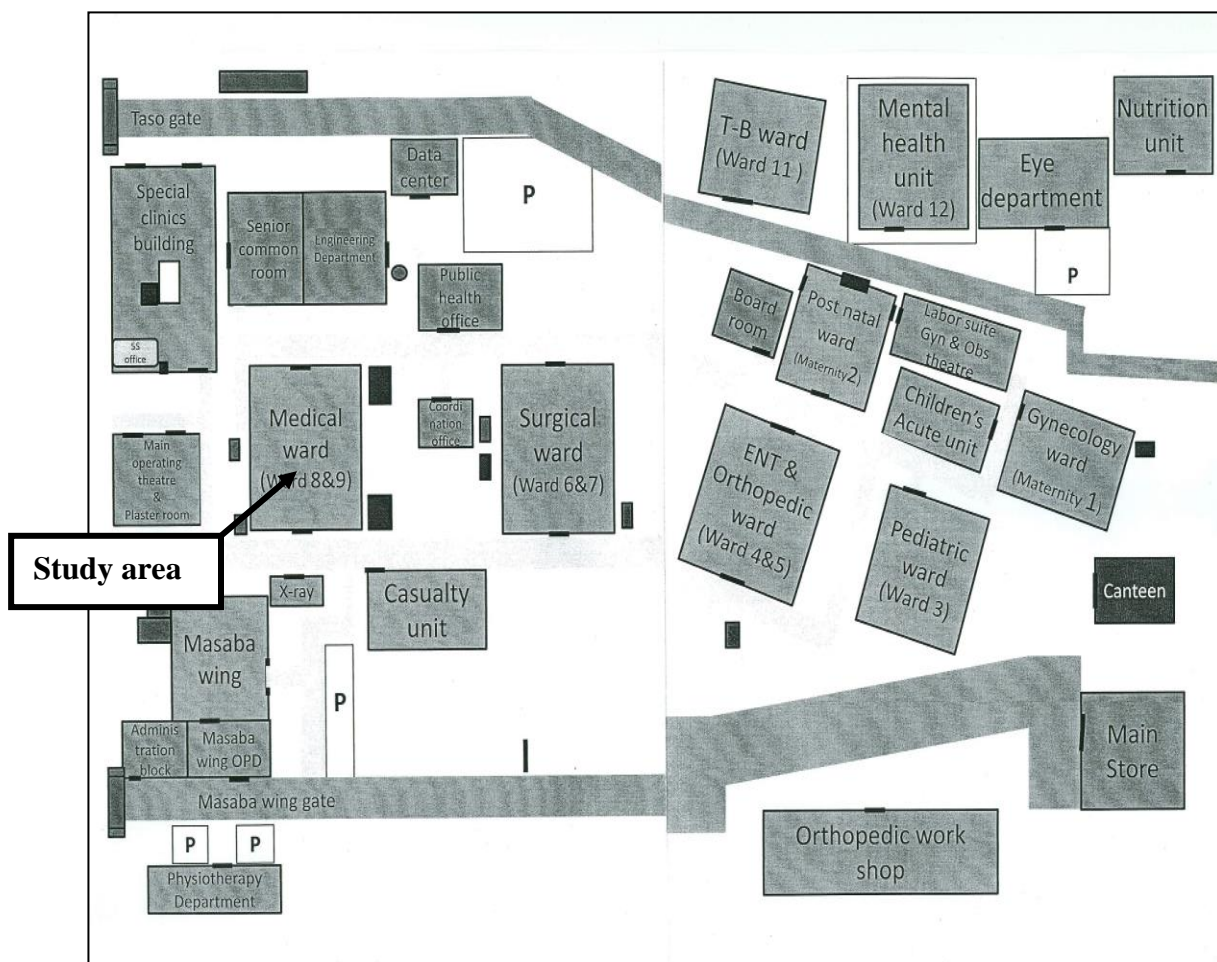 Taso gate
Special
clinics
building
SS
office
Senior
common
room
Engineering
Department
Data
center
P
Public
health
office
T-B ward
(Ward 11 )
Mental
health
unit
(Ward 12)
Eye
department
Nutrition
unit
P
Board
room
Post natal
ward
(Maternity 2)
Labor suite
Gyn & Obs
theatre
Children's
Acute unit
Gynecology
ward
(Maternity 1)
Medical
ward
(Ward 8&9)
Coordi
nation
office
Surgical
ward
(Ward 6&7)
Main
operating
theatre
&
Plaster room
ENT &
Orthopedic
ward
(Ward 4&5)
Pediatric
ward
(Ward 3)
Canteen
Study area
X-ray
Casualty
unit
Masaba
wing
P
Adminis
tration
block
Masaba
wing OPD
Main
Store
Masaba wing gate
P
P
Physiotherapy
Department
Orthopedic work
shop